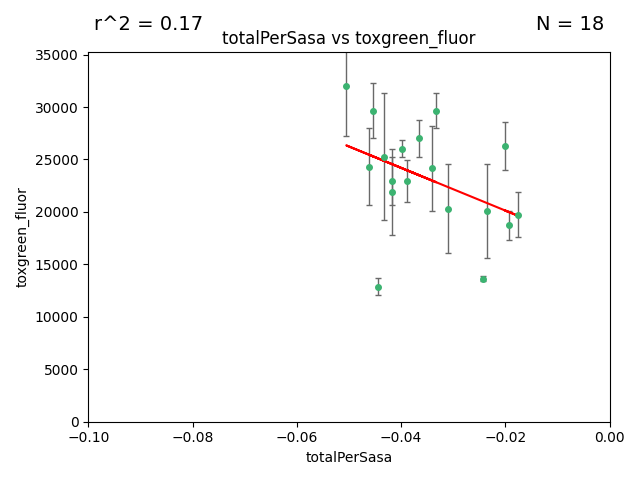 r^2 = 0.17
N = 18
totalPerSasa vs toxgreen_fluor
35000
30000
25000
20000
15000
10000
5000
0
toxgreen_fluor
−0.10
−0.08
−0.06
−0.04
−0.02
0.00
totalPerSasa